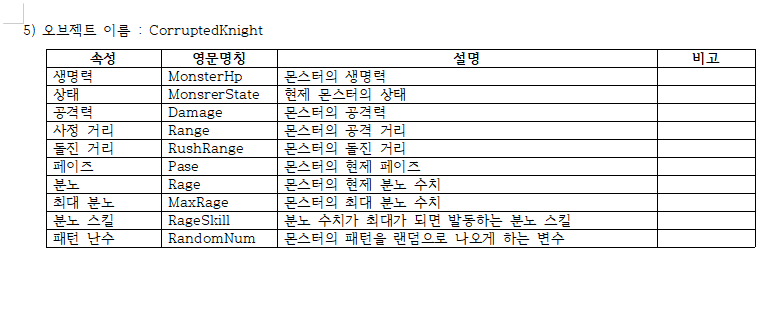 5) 오브젝트 이름 : CorruptedKnight
속성 영문명칭 설명 비고
생명력 MonsterHp 몬스터의 생명력
상태 MonsrerState 현재 몬스터의 상태
공격력 Damage 몬스터의 공격력
사정 거리 Range 몬스터의 공격 거리
돌진 거리 RushRange 몬스터의 돌진 거리
페이즈 Pase 몬스터의 현제 페이즈
분노 Rage 몬스터의 현재 분노 수치
최대 분노 MaxRage 몬스터의 최대 분노 수치
분노 스킬 RageSkill 분노 수치가 최대가 되면 발동하는 분노 스킬
패턴 난수 RandomNum 몬스터의 패턴을 랜덤으로 나오게 하는 변수